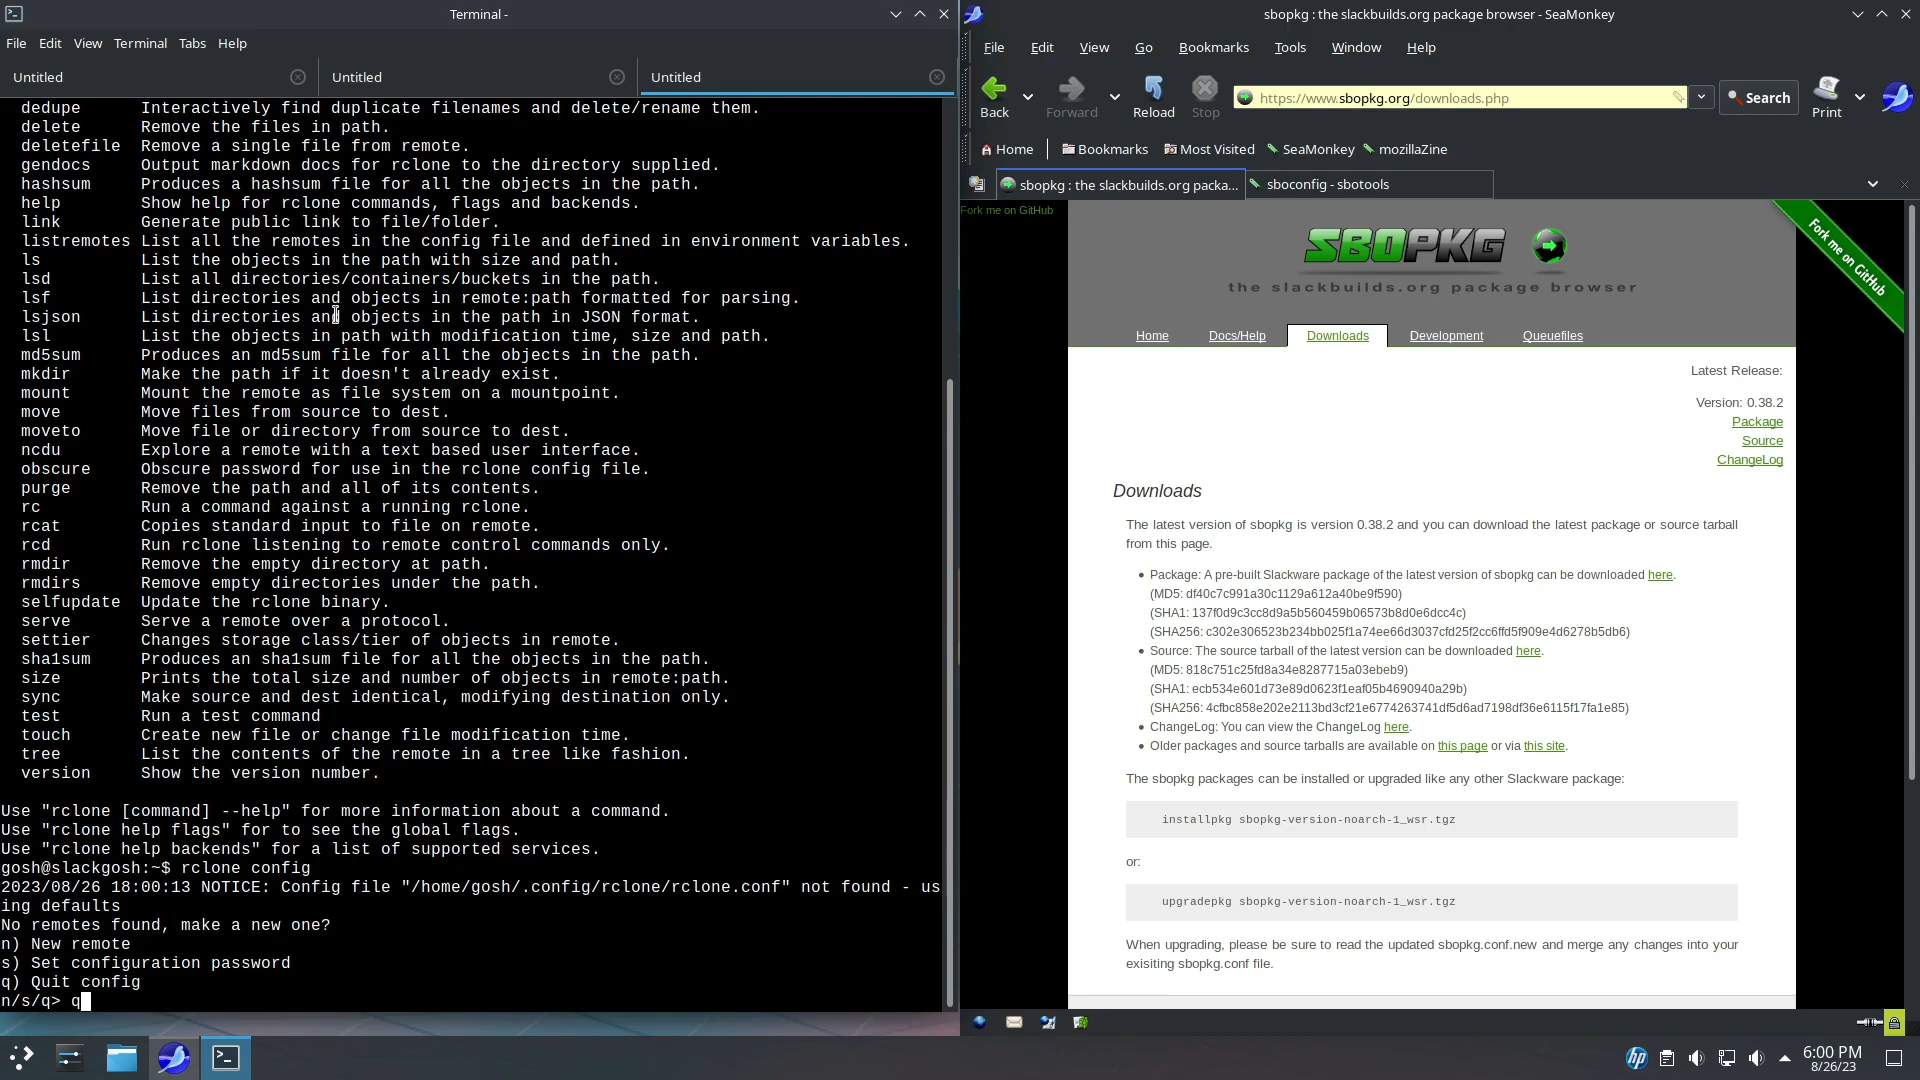 Terminal -
File Edit View Terminal Tabs Help
Untitled
Untitled
Untitled
dedupe Interactively find duplicate filenames and delete/rename them.
delete Remove the files in path.
deletefile Remove a single file from remote.
gendocs Output markdown docs for rclone to the directory supplied.
hashsum Produces a hashsum file for all the objects in the path.
help Show help for rclone commands, flags and backends.
link Generate public link to file/folder.
listremotes List all the remotes in the config file and defined in environment variables.
ls List the objects in the path with size and path.
lsd List all directories/containers/buckets in the path.
lsf List directories and objects in remote:path formatted for parsing.
lsjson List directories and objects in the path in JSON format.
lsl List the objects in path with modification time, size and path.
md5sum Produces an md5sum file for all the objects in the path.
mkdir Make the path if it doesn't already exist.
mount Mount the remote as file system on a mountpoint.
move Move files from source to dest.
moveto Move file or directory from source to dest.
ncdu Explore a remote with a text based user interface.
obscure Obscure password for use in the rclone config file.
purge Remove the path and all of its contents.
rc Run a command against a running rclone.
rcat Copies standard input to file on remote.
rcd Run rclone listening to remote control commands only.
rmdir Remove the empty directory at path.
rmdirs Remove empty directories under the path.
selfupdate Update the rclone binary.
serve Serve a remote over a protocol.
settier Changes storage class/tier of objects in remote.
sha1sum Produces an sha1sum file for all the objects in the path.
size Prints the total size and number of objects in remote:path.
sync Make source and dest identical, modifying destination only.
test Run a test command
touch Create new file or change file modification time.
tree List the contents of the remote in a tree like fashion.
version Show the version number.
Use "rclone [command] --help" for more information about a command.
Use "rclone help flags" for to see the global flags.
Use "rclone help backends" for a list of supported services.
gosh@slackgosh:~$ rclone config
2023/08/26 18:00:13 NOTICE: Config file "/home/gosh/.config/rclone/rclone.conf" not found - us
ing defaults
No remotes found, make a new one?
n) New remote
s) Set configuration password
q) Quit config
n/s/q> q
sbopkg : the slackbuilds.org package browser - SeaMonkey
File Edit View Go Bookmarks Tools Window Help
Back Forward Reload Stop https://www.sbopkg.org/downloads.php Search Print
Home Bookmarks Most Visited SeaMonkey mozillaZine
sbopkg : the slackbuilds.org packa... sboconfig - sbotools
Fork me on GitHub
Fork me on GitHub
SBOPKG
the slackbuilds.org package browser
Home Docs/Help Downloads Development Queuefiles
Latest Release:
Version: 0.38.2
Package
Source
ChangeLog
Downloads
The latest version of sbopkg is version 0.38.2 and you can download the latest package or source tarball
from this page.
• Package: A pre-built Slackware package of the latest version of sbopkg can be downloaded here.
(MD5: df40c7c991a30c1129a612a40be9f590)
(SHA1: 137f0d9c3cc8d9a5b560459b06573b8d0e6dcc4c)
(SHA256: c302e306523b234bb025f1a74ee66d3037cfd25f2cc6ffd5f909e4d6278b5db6)
• Source: The source tarball of the latest version can be downloaded here.
(MD5: 818c751c25fd8a34e8287715a03ebeb9)
(SHA1: ecb534e601d73e89d0623f1eaf05b4690940a29b)
(SHA256: 4cfbc858e202e2113bd3cf21e6774263741df5d6ad7198df36e6115f17fa1e85)
• ChangeLog: You can view the ChangeLog here.
• Older packages and source tarballs are available on this page or via this site.
The sbopkg packages can be installed or upgraded like any other Slackware package:
installpkg sbopkg-version-noarch-1_wsr.tgz
or:
upgradepkg sbopkg-version-noarch-1_wsr.tgz
When upgrading, please be sure to read the updated sbopkg.conf.new and merge any changes into your
exisiting sbopkg.conf file.
hp
6:00 PM
8/26/23